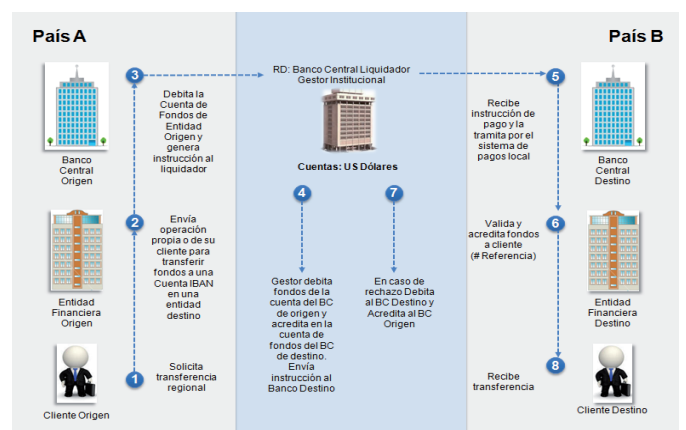 País A
País B
3
RD: Banco Central Liquidador
Gestor Institucional
5
Debita la
Cuenta de
Fondos de
Entidad
Origen y
genera
instrucción al
liquidador
Recibe
instrucción de
pago y la
tramita por el
sistema de
pagos local
Banco
Central
Origen
Cuentas: US Dólares
Banco
Central
Destino
4
7
2
Envía
operación
propia o de su
cliente para
transferir
fondos a una
Cuenta IBAN
en una
entidad
destino
Valida y
acredita fondos
a cliente
(# Referencia)
6
Entidad
Financiera
Origen
Gestor debita
fondos de la
cuenta del BC
de origen y
acredita en la
cuenta de
fondos del BC
de destino.
Envía
instrucción al
Banco Destino
En caso de
rechazo Debita
al BC Destino y
Acredita al BC
Origen
Entidad
Financiera
Destino
1
Solicita
transferencia
regional
Recibe
transferencia
8
Cliente Origen
Cliente Destino